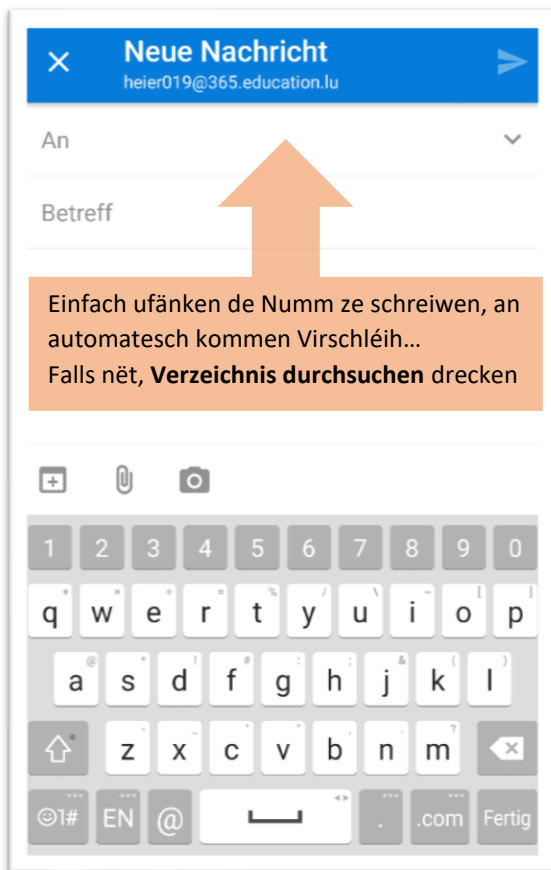 Neue Nachricht
heier019@365.education.lu
An
Betreff
Einfach ufänken de Numm ze schreiwen, an
automatesch kommen Virschléih...
Falls nët, Verzeichnis durchsuchen drecken
1 2 3 4 5 6 7 8 9 0
q w e r t y u i o p
a s d f g h j k l
z x c v b n m
1# EN @ . .com Fertig